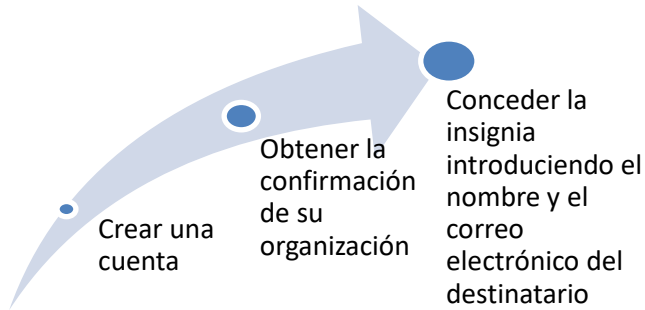 Crear una
cuenta
Obtener la
confirmación
de su
organización
Conceder la
insignia
introduciendo el
nombre y el
correo
electrónico del
destinatario